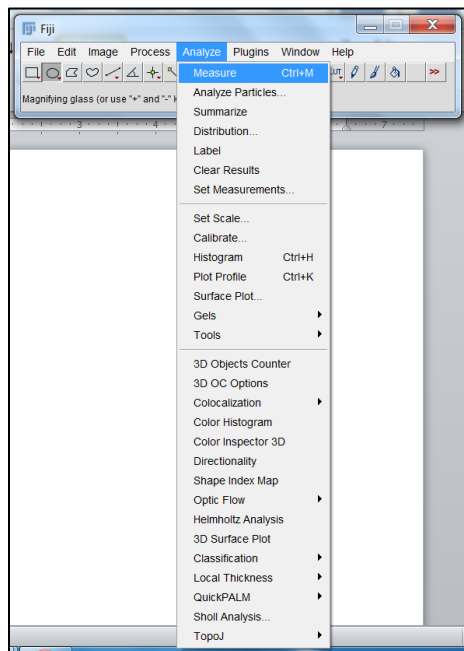 Fiji
File Edit Image Process Analyze Plugins Window Help
Magnifying glass (or use "+" and "-"
Measure Ctrl+M
Analyze Particles...
Summarize
Distribution...
Label
Clear Results
Set Measurements...
Set Scale...
Calibrate...
Histogram Ctrl+H
Plot Profile Ctrl+K
Surface Plot...
Gels
Tools
3D Objects Counter
3D OC Options
Colocalization
Color Histogram
Color Inspector 3D
Directionality
Shape Index Map
Optic Flow
Helmholtz Analysis
3D Surface Plot
Classification
Local Thickness
QuickPALM
Sholl Analysis...
TopoJ
3 4 7